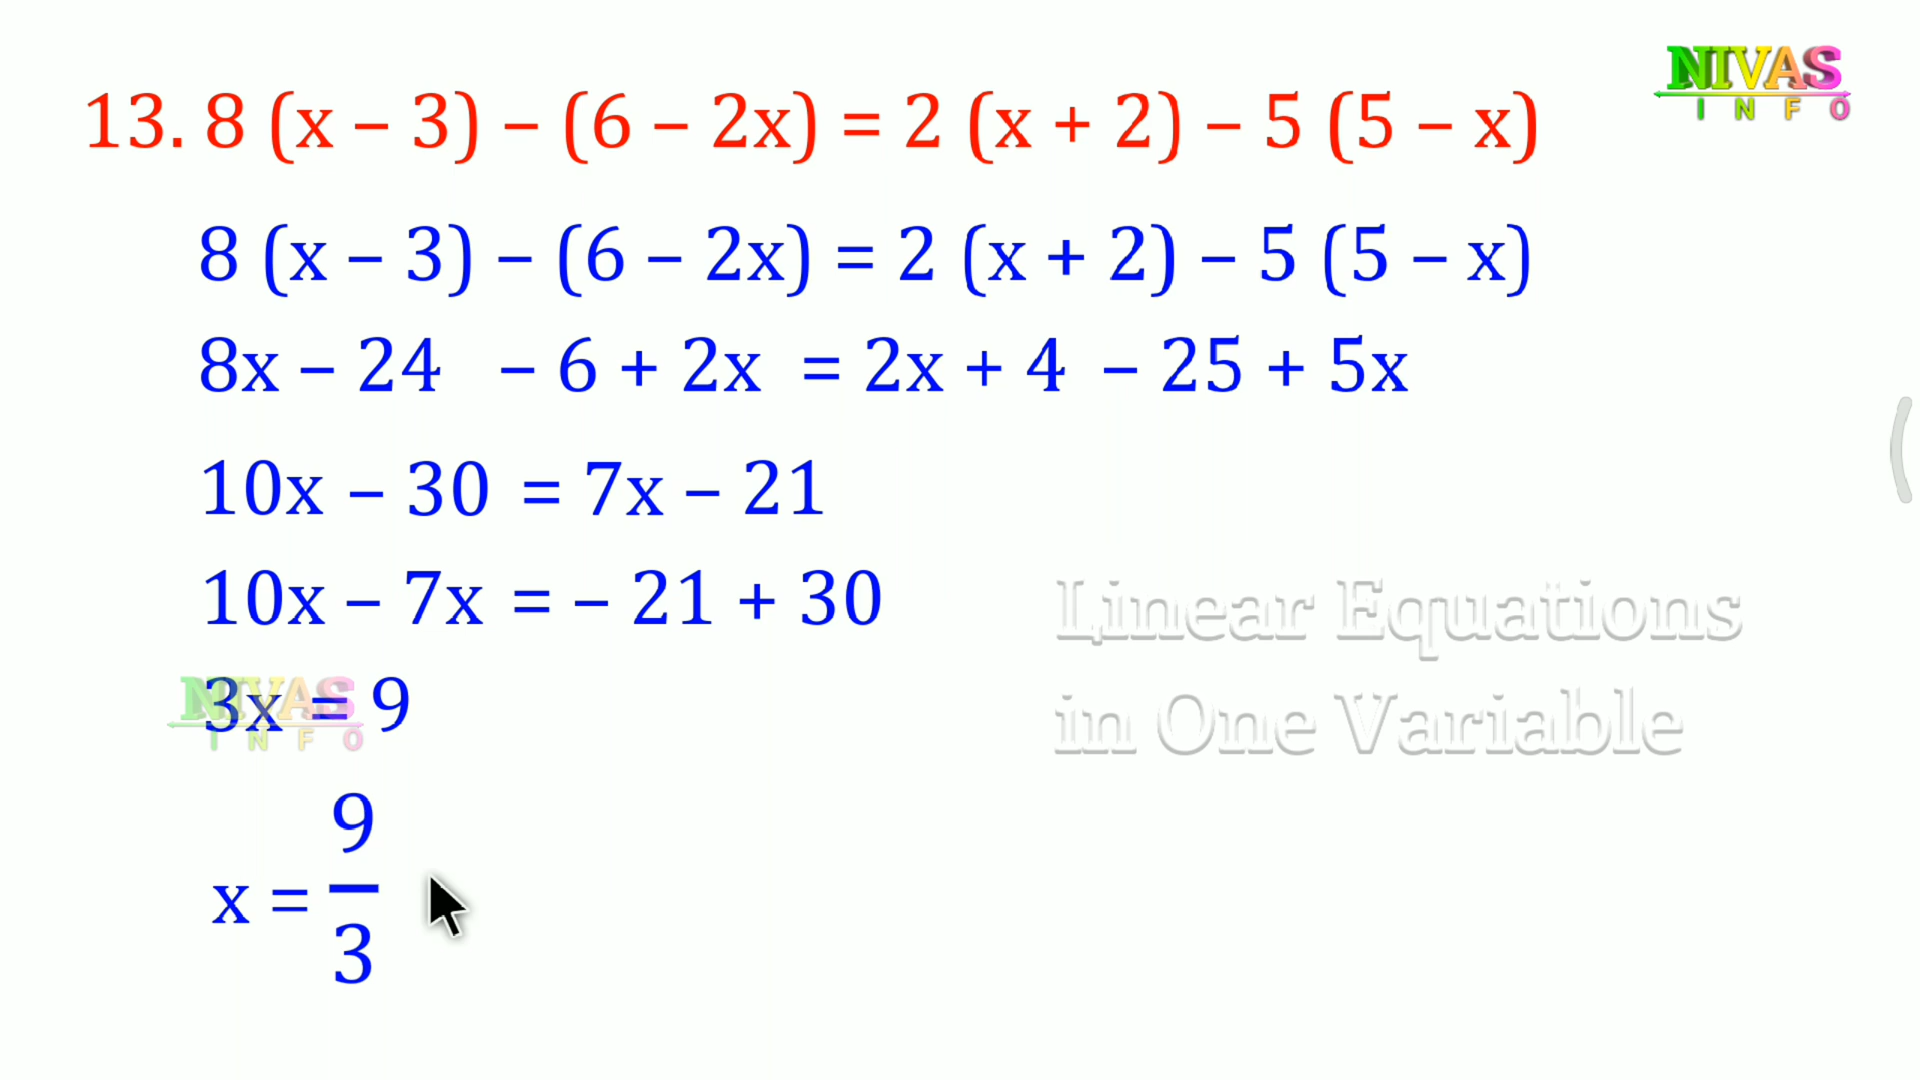 NIVAS
INFO
13. 8 (x – 3) – (6 – 2x) = 2 (x + 2) – 5 (5 – x)
8 (x – 3) – (6 – 2x) = 2 (x + 2) – 5 (5 – x)
8x – 24 – 6 + 2x = 2x + 4 – 25 + 5x
10x – 30 = 7x – 21
10x – 7x = – 21 + 30
Linear Equations
in One Variable
3x = 9
NIVAS
INFO
x = 9/3